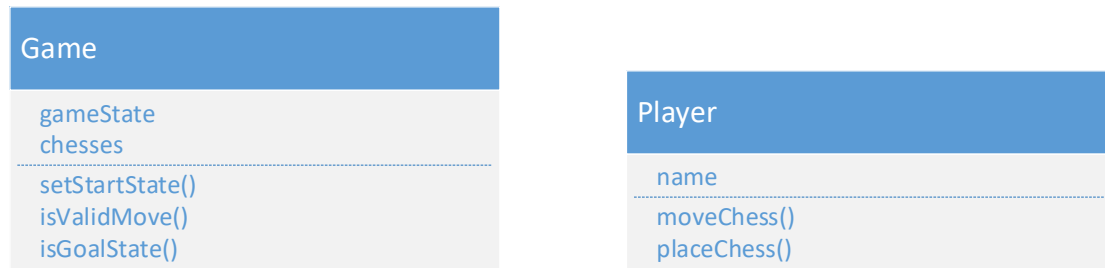 Game
gameState
chesses
setStartState()
isValidMove()
isGoalState()
Player
name
moveChess()
placeChess()